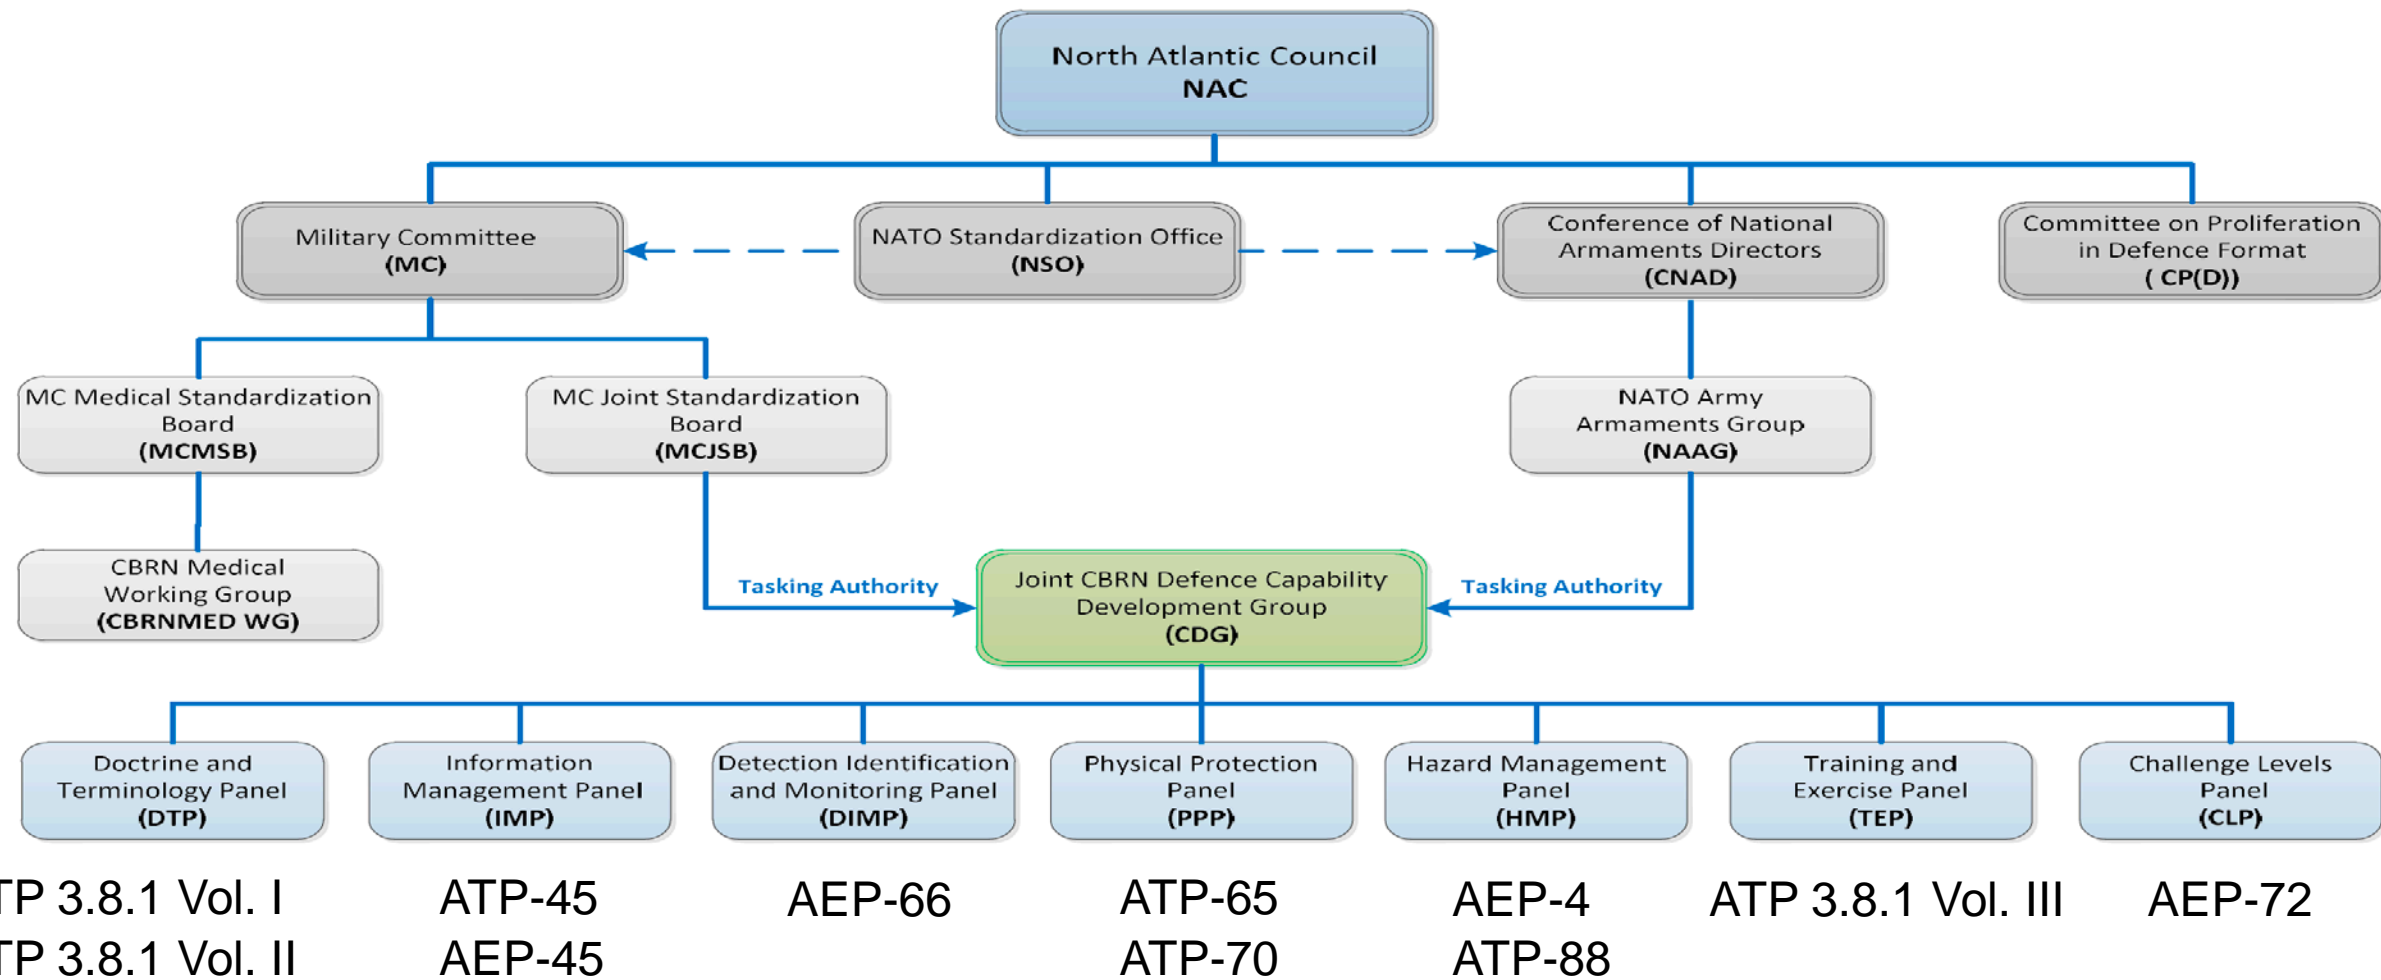 North Atlantic Council
NAC
Military Committee
(MC)
NATO Standardization Office
(NSO)
Conference of National
Armaments Directors
(CNAD)
Committee on Proliferation
in Defence Format
( CP(D))
MC Medical Standardization
Board
(MCMSB)
MC Joint Standardization
Board
(MCJSB)
NATO Army
Armaments Group
(NAAG)
CBRN Medical
Working Group
(CBRNMED WG)
Tasking Authority
Joint CBRN Defence Capability
Development Group
(CDG)
Tasking Authority
Doctrine and
Terminology Panel
(DTP)
Information
Management Panel
(IMP)
Detection Identification
and Monitoring Panel
(DIMP)
Physical Protection
Panel
(PPP)
Hazard Management
Panel
(HMP)
Training and
Exercise Panel
(TEP)
Challenge Levels
Panel
(CLP)
TP 3.8.1 Vol. I
TP 3.8.1 Vol. II
ATP-45
AEP-45
AEP-66
ATP-65
ATP-70
AEP-4
ATP-88
ATP 3.8.1 Vol. III
AEP-72